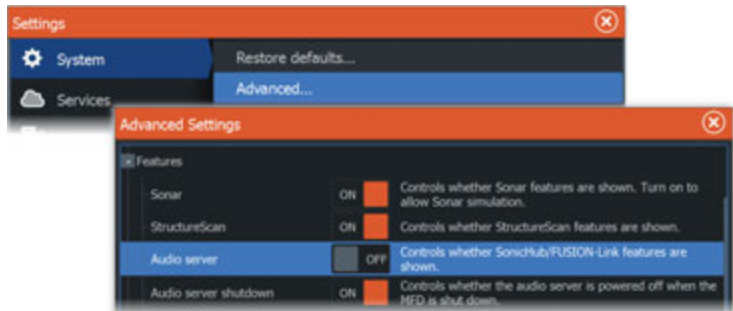 Settings
System
Restore defaults...
Services
Advanced...
Advanced Settings
Features
Sonar
ON
Controls whether Sonar features are shown. Turn on to
allow Sonar simulation.
StructureScan
ON
Controls whether StructureScan features are shown.
Audio server
OFF
Controls whether SonicHub/FUSION-Link features are
shown.
Audio server shutdown
ON
Controls whether the audio server is powered off when the
MFD is shut down.